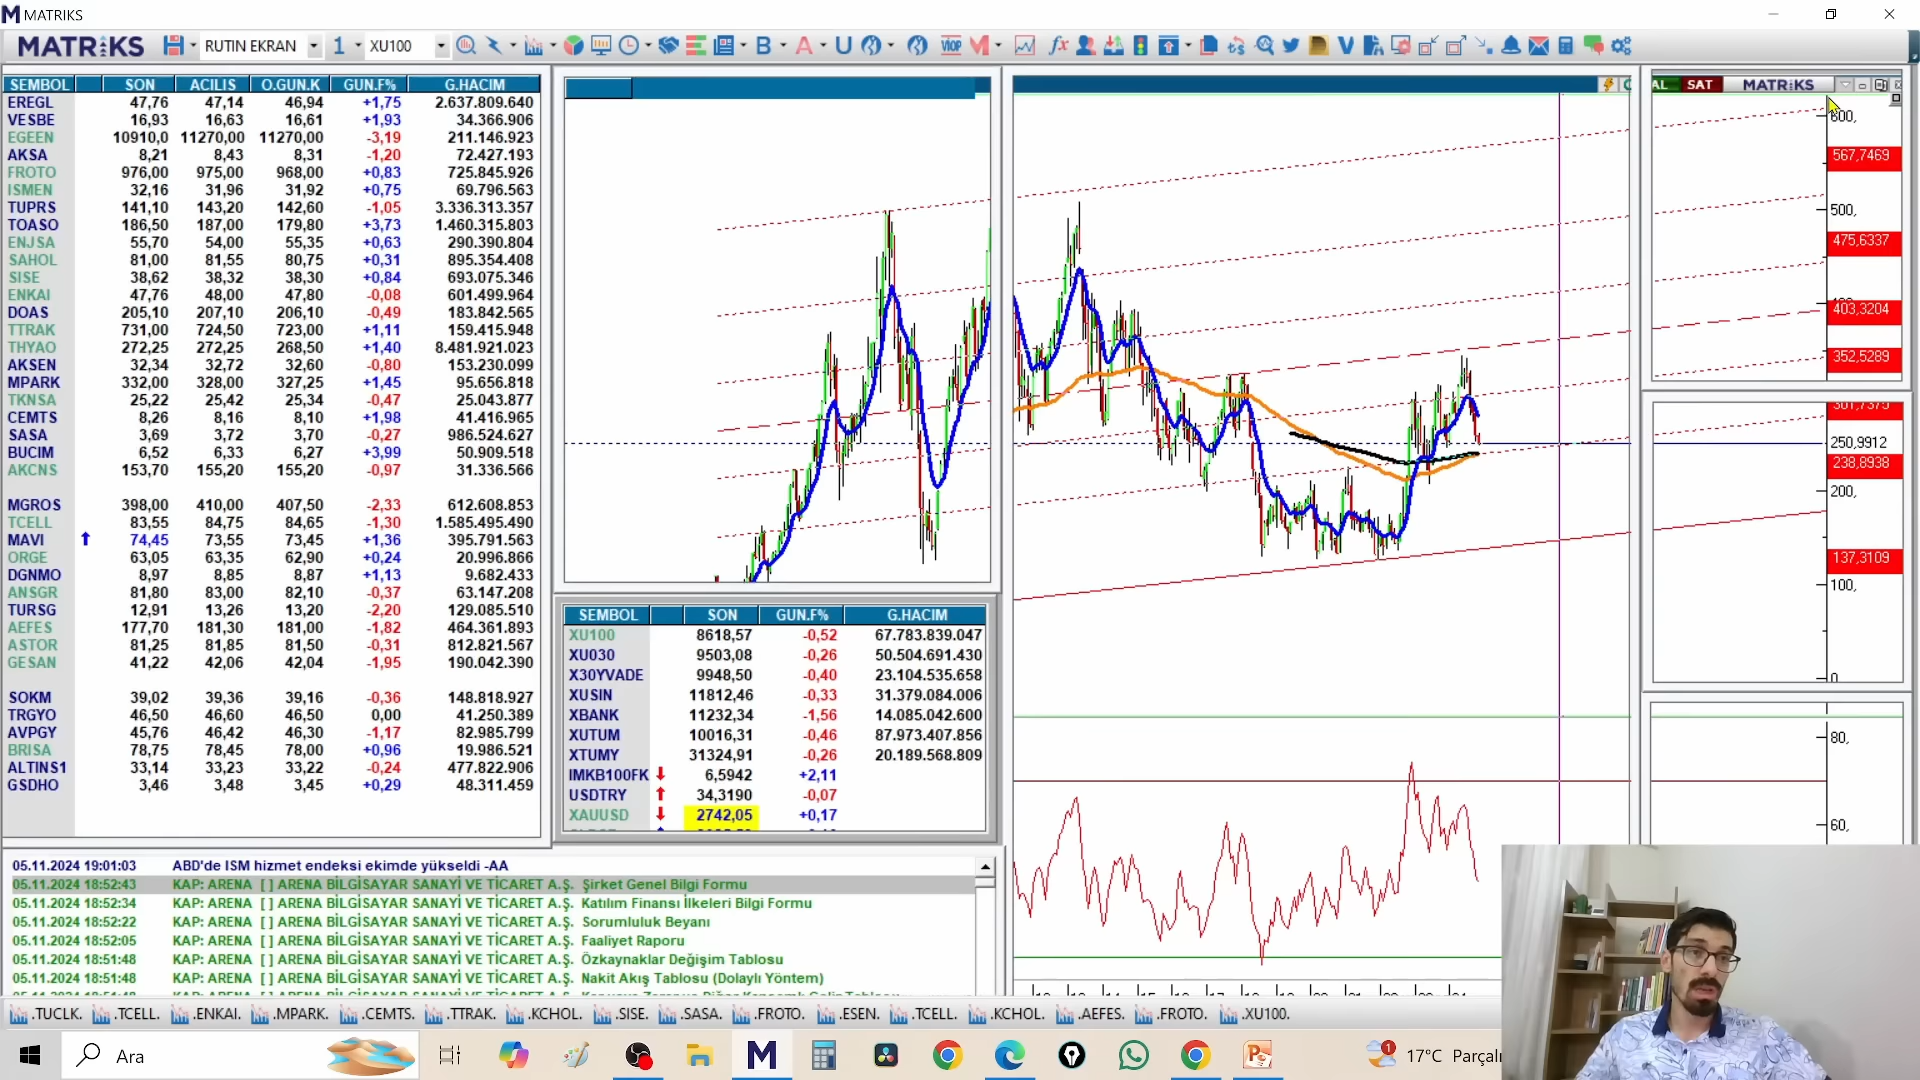 MATRIKS
MATRIKS RUTIN EKRAN 1 XU100 B A U VIOP M fx V
SEMBOL SON ACILIS O.GUN.K GUN.F% G.HACIM
EREGL 47,76 47,14 46,94 +1,75 2.637.809.640
VESBE 16,93 16,63 16,61 +1,93 34.366.906
EGEEN 10910,0 11270,00 11270,00 -3,19 211.146.923
AKSA 8,21 8,43 8,31 -1,20 72.427.193
FROTO 976,00 975,00 968,00 +0,83 725.845.926
ISMEN 32,16 31,96 31,92 +0,75 69.796.563
TUPRS 141,10 143,20 142,60 -1,05 3.336.313.357
TOASO 186,50 187,00 179,80 +3,73 1.460.315.803
ENJSA 55,70 54,00 55,35 +0,63 290.390.804
SAHOL 81,00 81,55 80,75 +0,31 895.354.408
SISE 38,62 38,32 38,30 +0,84 693.075.346
ENKAI 47,76 48,00 47,80 -0,08 601.499.964
DOAS 205,10 207,10 206,10 -0,49 183.842.565
TTRAK 731,00 724,50 723,00 +1,11 159.415.948
THYAO 272,25 272,25 268,50 +1,40 8.481.921.023
AKSEN 32,34 32,72 32,60 -0,80 153.230.099
MPARK 332,00 328,00 327,25 +1,45 95.656.818
TKNSA 25,22 25,42 25,34 -0,47 25.043.877
CEMTS 8,26 8,16 8,10 +1,98 41.416.965
SASA 3,69 3,72 3,70 -0,27 986.524.627
BUCIM 6,52 6,33 6,27 +3,99 50.909.518
AKCNS 153,70 155,20 155,20 -0,97 31.336.566
MGROS 398,00 410,00 407,50 -2,33 612.608.853
TCELL 83,55 84,75 84,65 -1,30 1.585.495.490
MAVI 74,45 73,55 73,45 +1,36 395.791.563
ORGE 63,05 63,35 62,90 +0,24 20.996.866
DGNMO 8,97 8,85 8,87 +1,13 9.682.433
ANSGR 81,80 83,00 82,10 -0,37 63.147.208
TURSG 12,91 13,26 13,20 -2,20 129.085.510
AEFES 177,70 181,30 181,00 -1,82 464.361.893
ASTOR 81,25 81,85 81,50 -0,31 812.821.567
GESAN 41,22 42,06 42,04 -1,95 190.042.390
SOKM 39,02 39,36 39,16 -0,36 148.818.927
TRGYO 46,50 46,60 46,50 0,00 41.250.389
AVPGY 45,76 46,42 46,30 -1,17 82.985.799
BRISA 78,75 78,45 78,00 +0,96 19.986.521
ALTINS1 33,14 33,23 33,22 -0,24 477.822.906
GSDHO 3,46 3,48 3,45 +0,29 48.311.459
SEMBOL SON GUN.F% G.HACIM
XU100 8618,57 -0,52 67.783.839.047
XU030 9503,08 -0,26 50.504.691.430
X30YVADE 9948,50 -0,40 23.104.535.658
XUSIN 11812,46 -0,33 31.379.084.006
XBANK 11232,34 -1,56 14.085.042.600
XUTUM 10016,31 -0,46 87.973.407.856
XTUMY 31324,91 -0,26 20.189.568.809
IMKB100FK 6,5942 +2,11
USDTRY 34,3190 -0,07
XAUUSD 2742,05 +0,17
AL SAT MATRIKS
600,
567,7469
500,
475,6337
403,3204
352,5289
301,7375
250,9912
238,8938
200,
137,3109
100,
0
80,
60,
05.11.2024 19:01:03 ABD'de ISM hizmet endeksi ekimde yükseldi -AA
05.11.2024 18:52:43 KAP: ARENA [ ] ARENA BİLGİSAYAR SANAYİ VE TİCARET A.Ş. Şirket Genel Bilgi Formu
05.11.2024 18:52:34 KAP: ARENA [ ] ARENA BİLGİSAYAR SANAYİ VE TİCARET A.Ş. Katılım Finansı İlkeleri Bilgi Formu
05.11.2024 18:52:22 KAP: ARENA [ ] ARENA BİLGİSAYAR SANAYİ VE TİCARET A.Ş. Sorumluluk Beyanı
05.11.2024 18:52:05 KAP: ARENA [ ] ARENA BİLGİSAYAR SANAYİ VE TİCARET A.Ş. Faaliyet Raporu
05.11.2024 18:51:48 KAP: ARENA [ ] ARENA BİLGİSAYAR SANAYİ VE TİCARET A.Ş. Özkaynaklar Değişim Tablosu
05.11.2024 18:51:48 KAP: ARENA [ ] ARENA BİLGİSAYAR SANAYİ VE TİCARET A.Ş. Nakit Akış Tablosu (Dolaylı Yöntem)
.TUCLK. .TCELL. .ENKAI. .MPARK. .CEMTS. .TTRAK. .KCHOL. .SISE. .SASA. .FROTO. .ESEN. .TCELL. .KCHOL. .AEFES. .FROTO. .XU100.
Ara
17°C